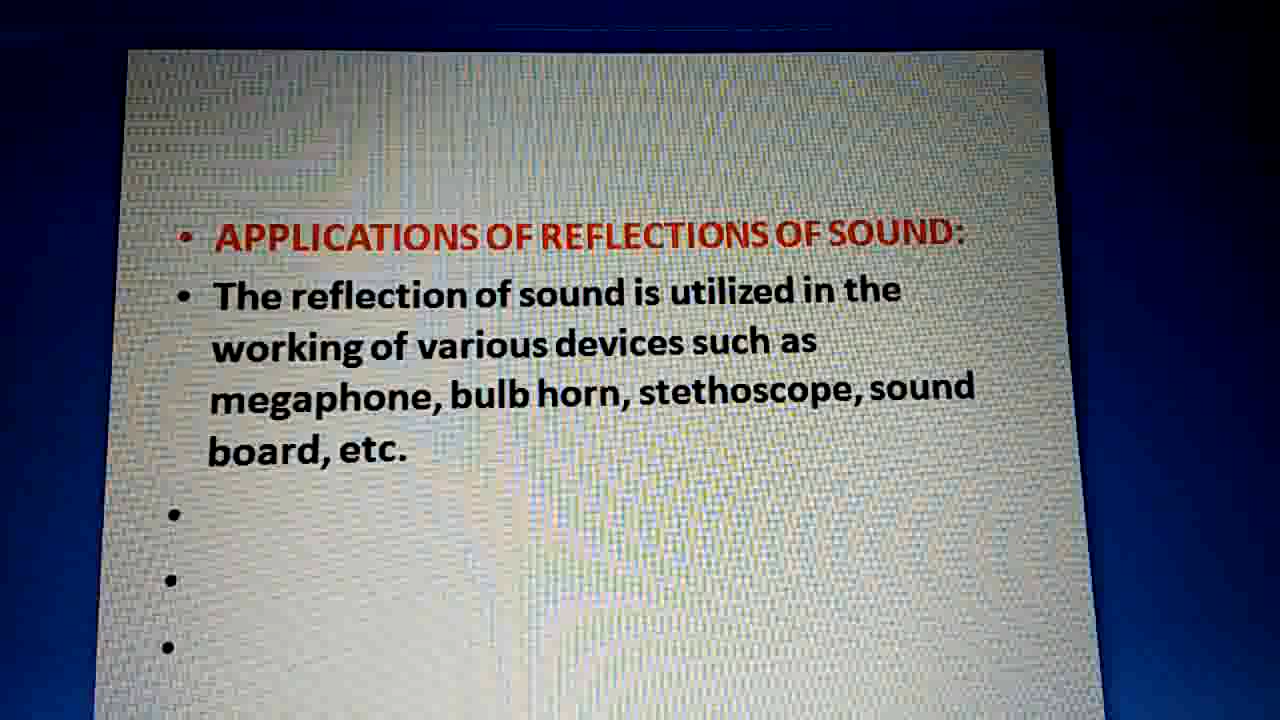 • APPLICATIONS OF REFLECTIONS OF SOUND:
• The reflection of sound is utilized in the
working of various devices such as
megaphone, bulb horn, stethoscope, sound
board, etc.
•
•
•